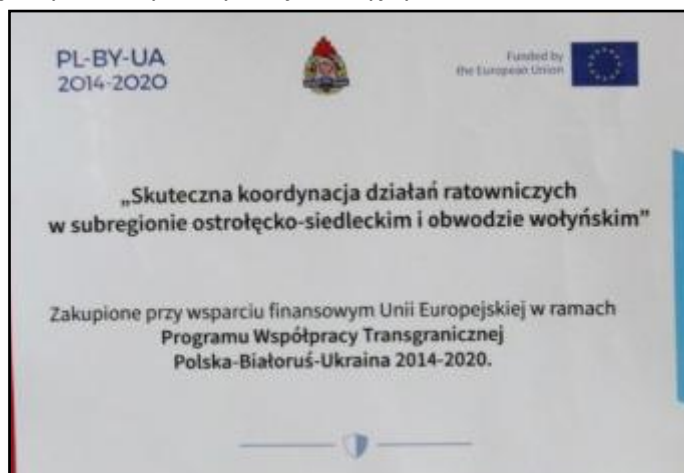 PL-BY-UA
2014-2020
Funded by
the European Union
„Skuteczna koordynacja działań ratowniczych
w subregionie ostrołęcko-siedleckim i obwodzie wołyńskim”
Zakupione przy wsparciu finansowym Unii Europejskiej w ramach
Programu Współpracy Transgranicznej
Polska-Białoruś-Ukraina 2014-2020.